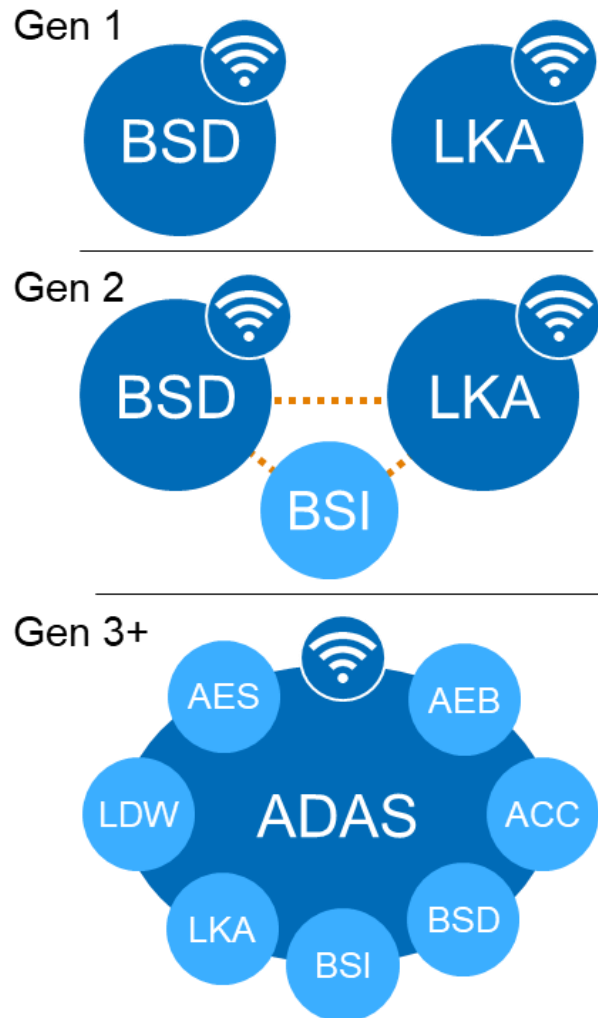 Gen 1
BSD
LKA
Gen 2
BSD
LKA
BSI
Gen 3+
AES
AEB
LDW
ADAS
ACC
LKA
BSD
BSI